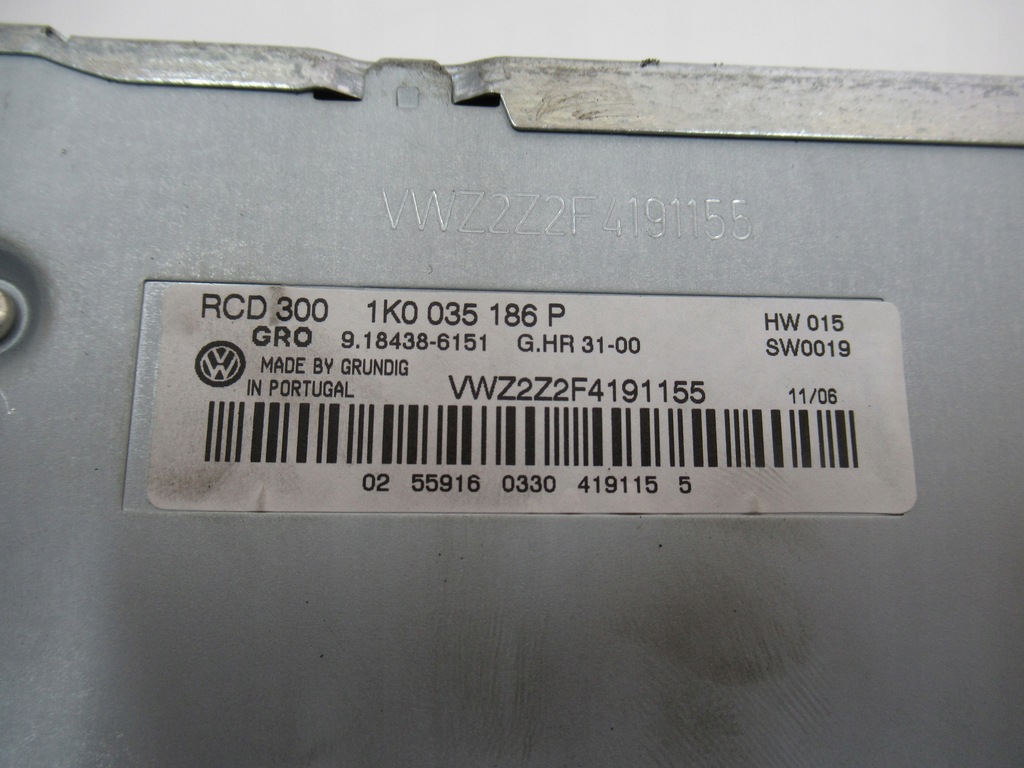 VWZ2Z2F4191155
RCD 300 1K0 035 186 P
HW 015
GRO 9.18438-6151 G.HR 31-00
SW0019
VW
MADE BY GRUNDIG
IN PORTUGAL
VWZ2Z2F4191155
11/06
02 55916 0330 419115 5